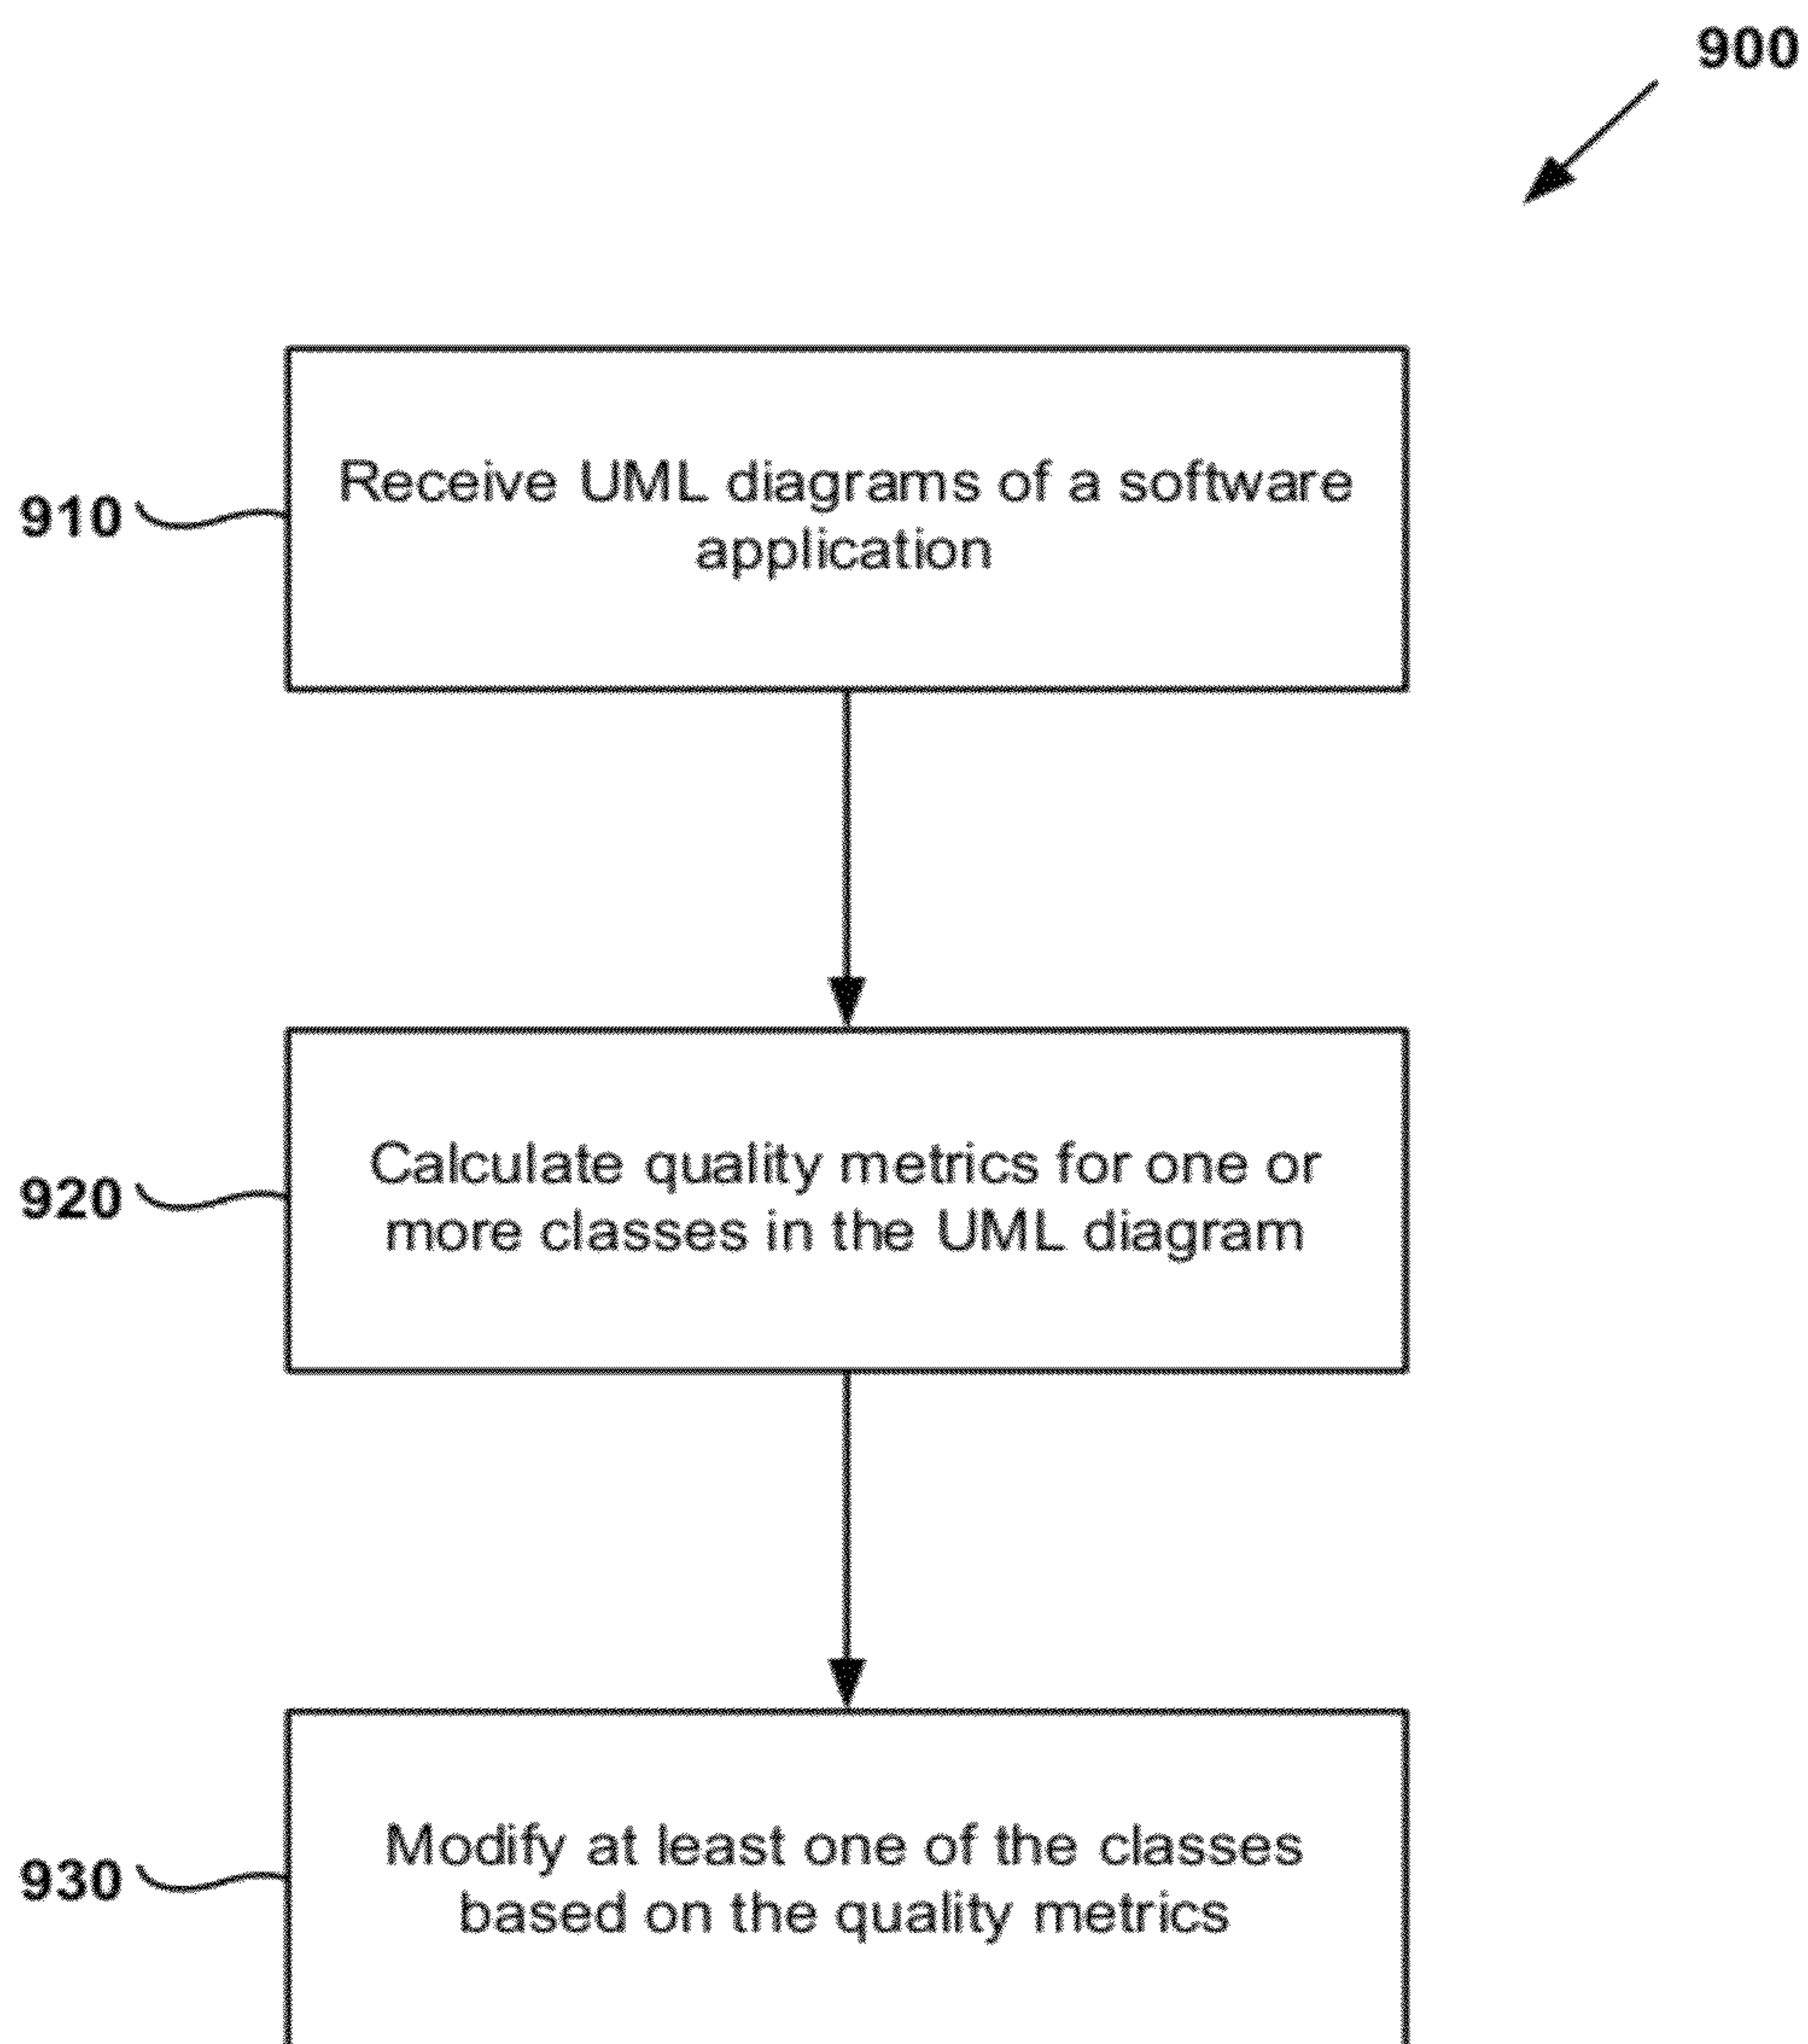 900
910
Receive UML diagrams of a software
application
920
Calculate quality metrics for one or
more classes in the UML diagram
930
Modify at least one of the classes
based on the quality metrics